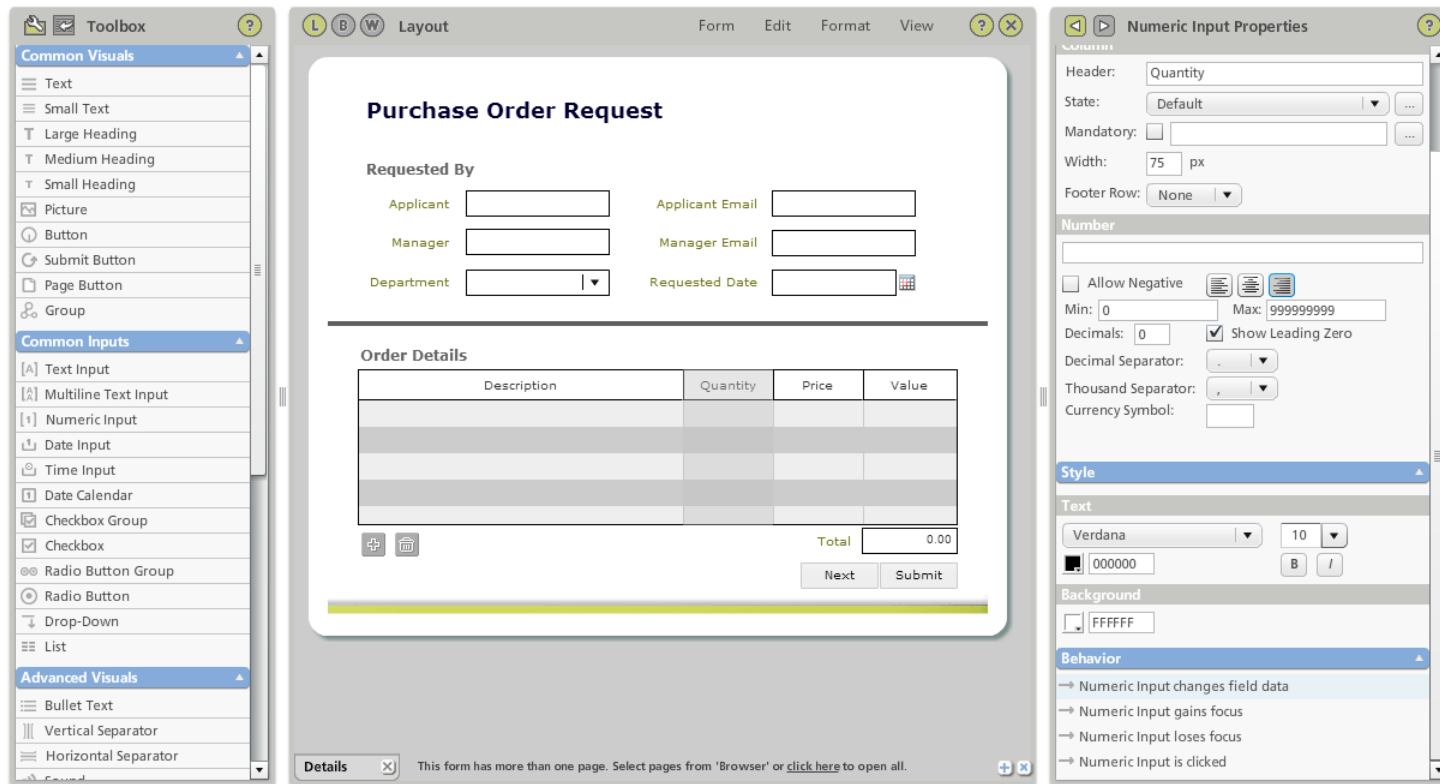 Toolbox
?
Common Visuals
Text
Small Text
Large Heading
Medium Heading
Small Heading
Picture
Button
Submit Button
Page Button
Group
Common Inputs
Text Input
Multiline Text Input
Numeric Input
Date Input
Time Input
Date Calendar
Checkbox Group
Checkbox
Radio Button Group
Radio Button
Drop-Down
List
Advanced Visuals
Bullet Text
Vertical Separator
Horizontal Separator
L B W Layout Form Edit Format View ?
Purchase Order Request
Requested By
Applicant Applicant Email
Manager Manager Email
Department Requested Date
Order Details
Description Quantity Price Value
Total 0.00
Next Submit
Details This form has more than one page. Select pages from 'Browser' or click here to open all.
Numeric Input Properties ?
Column
Header: Quantity
State: Default ...
Mandatory: ...
Width: 75 px
Footer Row: None
Number
Allow Negative
Min: 0 Max: 999999999
Decimals: 0 Show Leading Zero
Decimal Separator: .
Thousand Separator: ,
Currency Symbol:
Style
Text
Verdana 10
000000 B I
Background
FFFFFF
Behavior
Numeric Input changes field data
Numeric Input gains focus
Numeric Input loses focus
Numeric Input is clicked